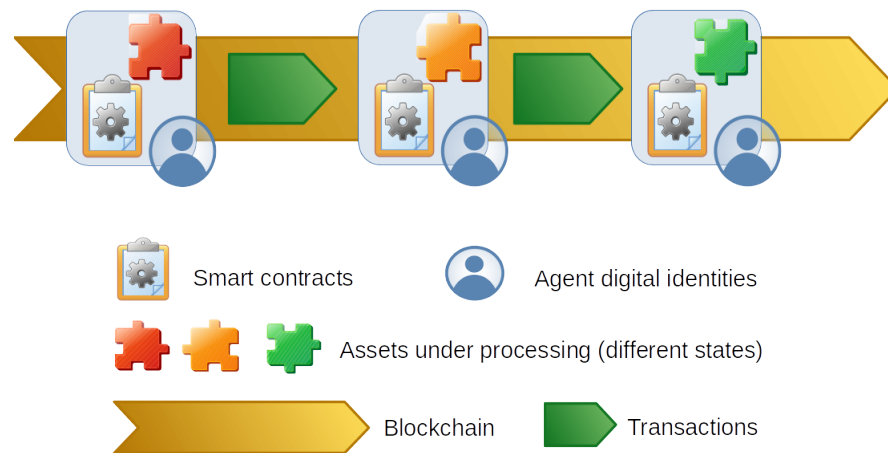 Smart contracts
Agent digital identities
Assets under processing (different states)
Blockchain
Transactions